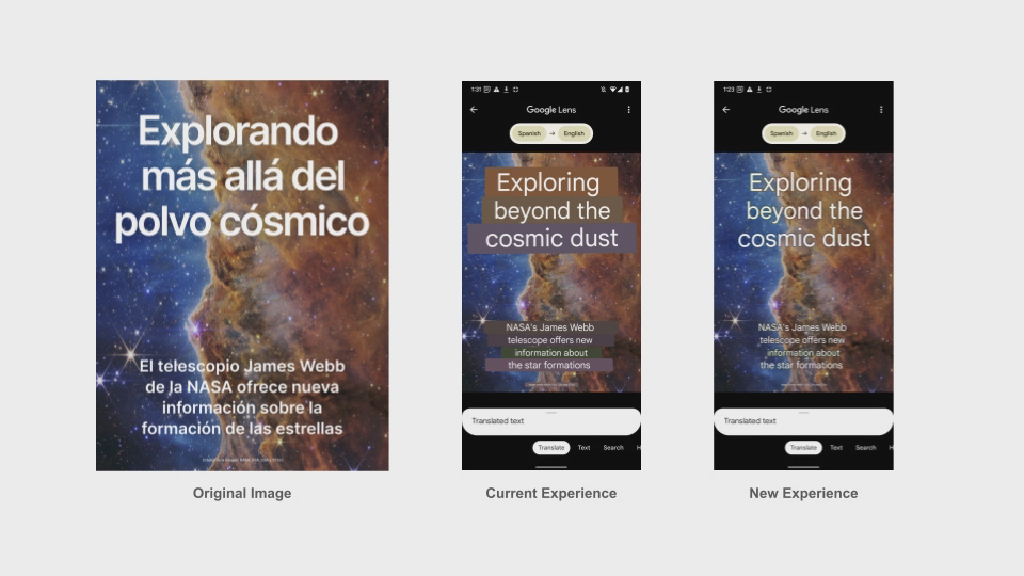 Explorando
más allá del
polvo cósmico
El telescopio James Webb
de la NASA ofrece nueva
información sobre la
formación de las estrellas
Original Image
11:31
Google Lens
Spanish → English
Exploring
beyond the
cosmic dust
NASA's James Webb
telescope offers new
information about
the star formations
Translated text
Translate Text Search H
Current Experience
11:23
Google Lens
Spanish → English
Exploring
beyond the
cosmic dust
NASA's James Webb
telescope offers new
information about
the star formations
Translated text
Translate Text Search H
New Experience